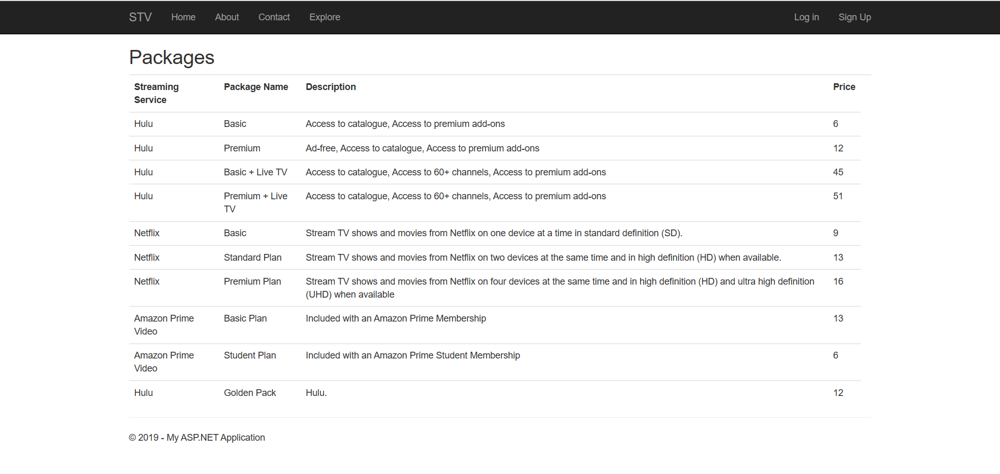 STV Home About Contact Explore Log in Sign Up
Packages
Streaming Service Package Name Description Price
Hulu Basic Access to catalogue, Access to premium add-ons 6
Hulu Premium Ad-free, Access to catalogue, Access to premium add-ons 12
Hulu Basic + Live TV Access to catalogue, Access to 60+ channels, Access to premium add-ons 45
Hulu Premium + Live TV Access to catalogue, Access to 60+ channels, Access to premium add-ons 51
Netflix Basic Stream TV shows and movies from Netflix on one device at a time in standard definition (SD). 9
Netflix Standard Plan Stream TV shows and movies from Netflix on two devices at the same time and in high definition (HD) when available. 13
Netflix Premium Plan Stream TV shows and movies from Netflix on four devices at the same time and in high definition (HD) and ultra high definition (UHD) when available 16
Amazon Prime Video Basic Plan Included with an Amazon Prime Membership 13
Amazon Prime Video Student Plan Included with an Amazon Prime Student Membership 6
Hulu Golden Pack Hulu. 12
© 2019 - My ASP.NET Application